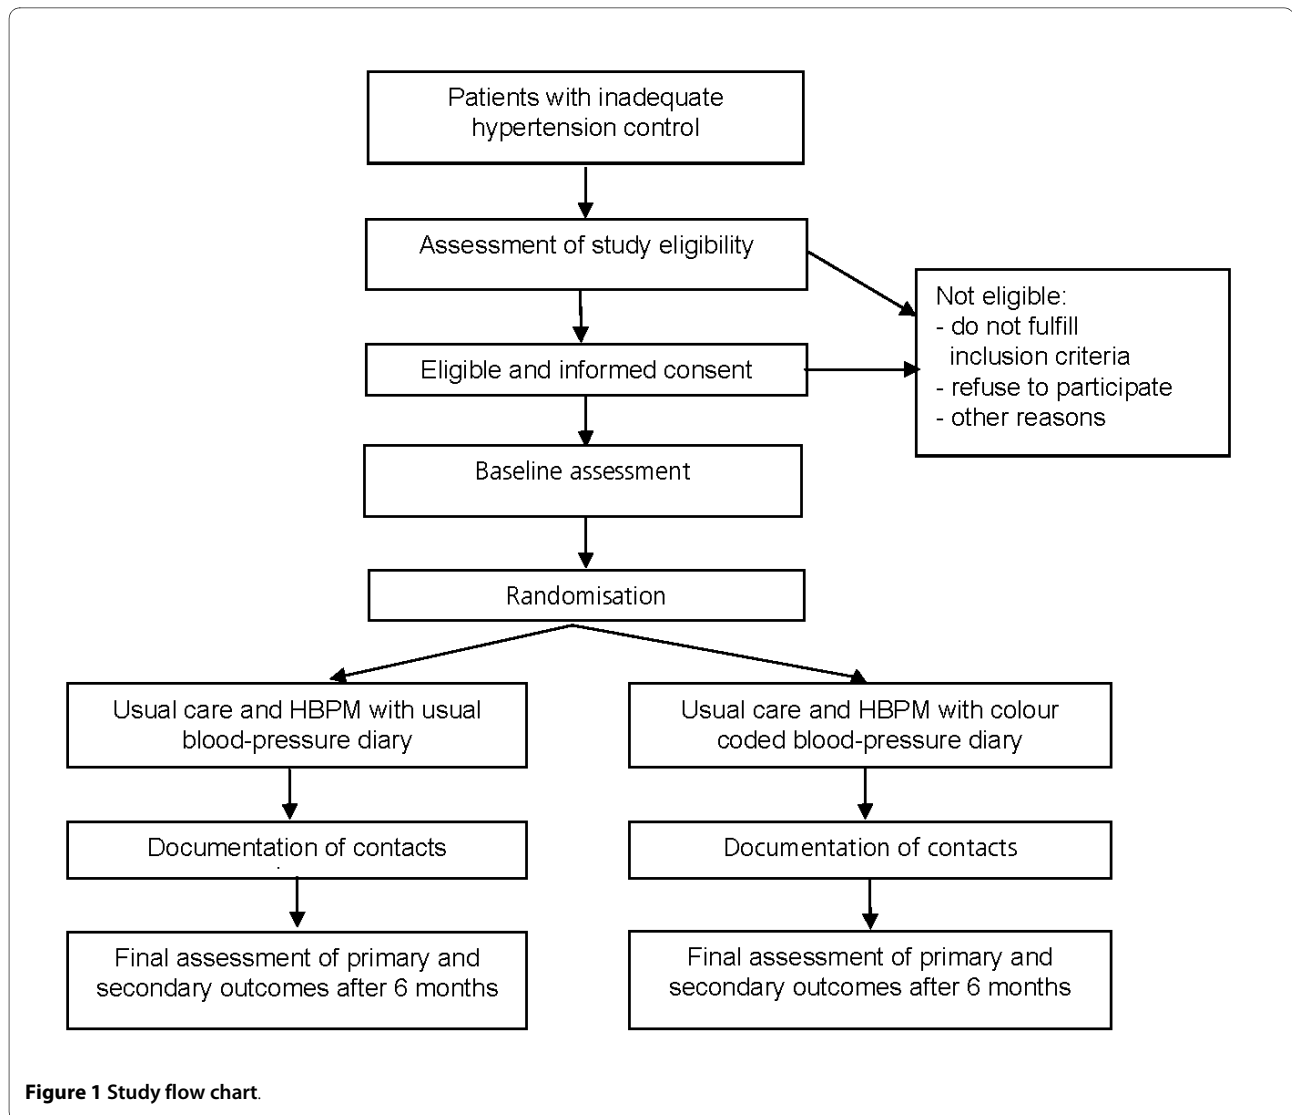 Patients with inadequate
hypertension control
Assessment of study eligibility
Not eligible:
- do not fulfill
inclusion criteria
- refuse to participate
- other reasons
Eligible and informed consent
Baseline assessment
Randomisation
Usual care and HBPM with usual
blood-pressure diary
Usual care and HBPM with colour
coded blood-pressure diary
Documentation of contacts
Documentation of contacts
Final assessment of primary and
secondary outcomes after 6 months
Final assessment of primary and
secondary outcomes after 6 months
Figure 1 Study flow chart.